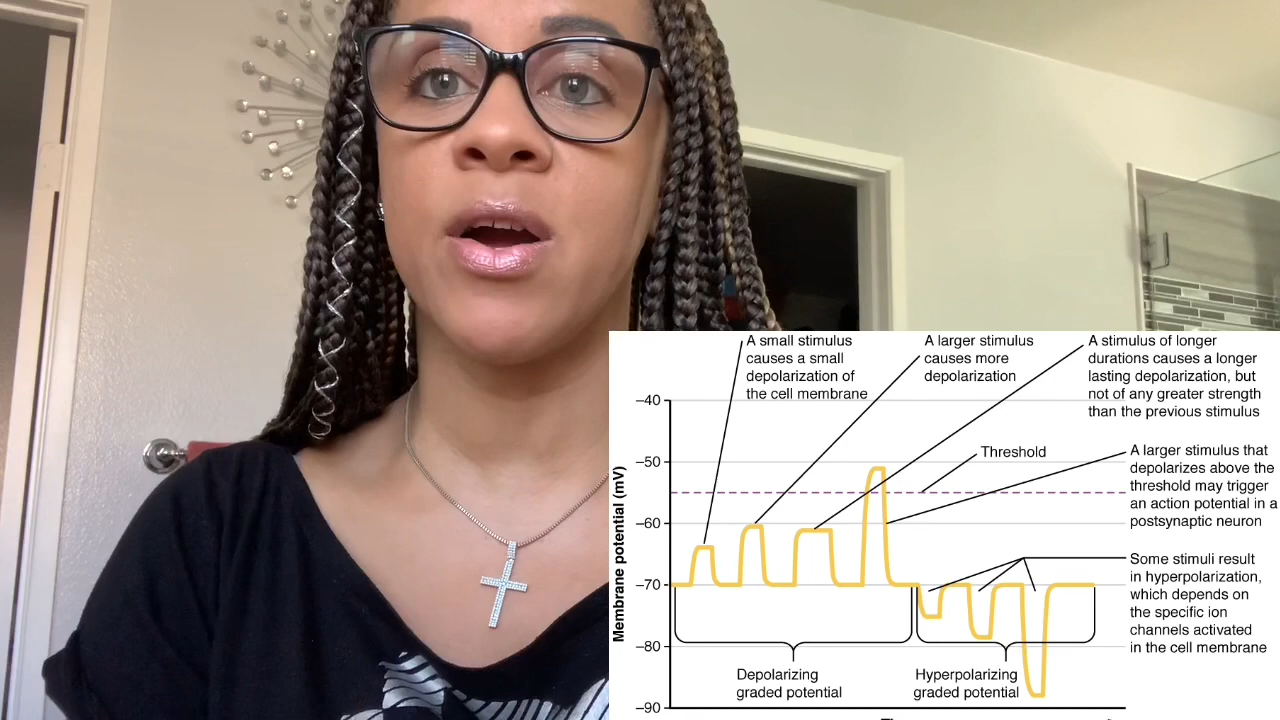 A small stimulus
causes a small
depolarization of
the cell membrane
A larger stimulus
causes more
depolarization
A stimulus of longer
durations causes a longer
lasting depolarization, but
not of any greater strength
than the previous stimulus
Threshold
A larger stimulus that
depolarizes above the
threshold may trigger
an action potential in a
postsynaptic neuron
Some stimuli result
in hyperpolarization,
which depends on
the specific ion
channels activated
in the cell membrane
Membrane potential (mV)
–40
–50
–60
–70
–80
–90
Depolarizing
graded potential
Hyperpolarizing
graded potential